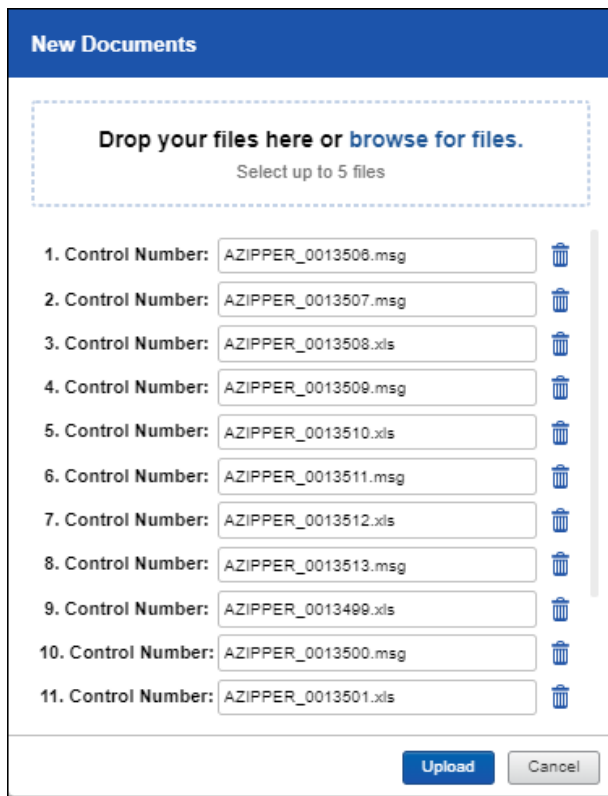 New Documents
Drop your files here or browse for files.
Select up to 5 files
1. Control Number: AZIPPER_0013506.msg
2. Control Number: AZIPPER_0013507.msg
3. Control Number: AZIPPER_0013508.xls
4. Control Number: AZIPPER_0013509.msg
5. Control Number: AZIPPER_0013510.xls
6. Control Number: AZIPPER_0013511.msg
7. Control Number: AZIPPER_0013512.xls
8. Control Number: AZIPPER_0013513.msg
9. Control Number: AZIPPER_0013499.xls
10. Control Number: AZIPPER_0013500.msg
11. Control Number: AZIPPER_0013501.xls
Upload Cancel